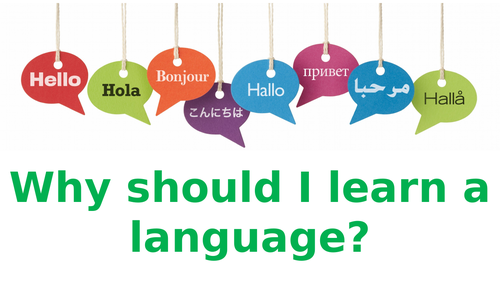 Hello
Hola
Bonjour
こんにちは
Hallo
привет
مرحبا
Hallå
Why should I learn a
language?